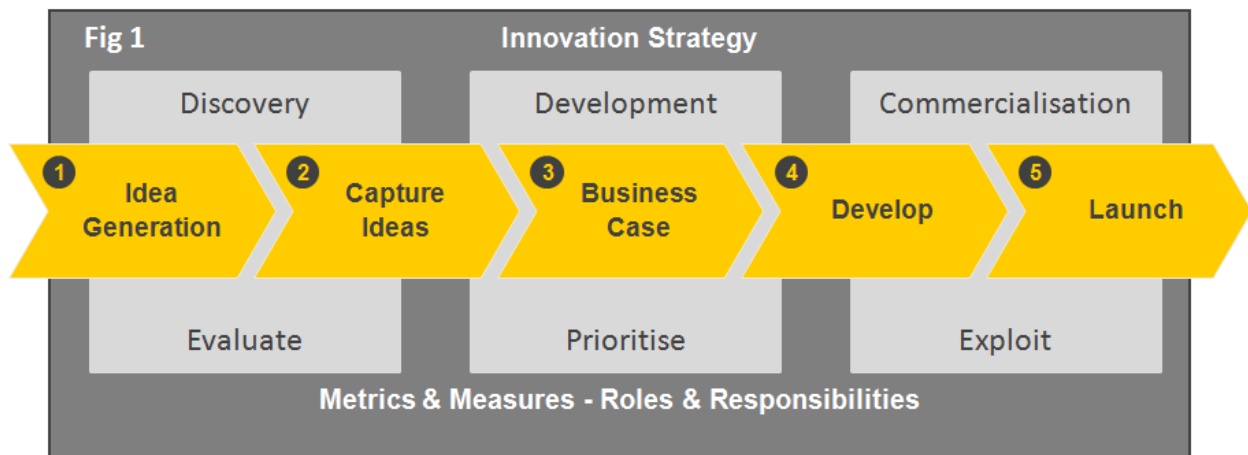 Fig 1
Innovation Strategy
Discovery
Development
Commercialisation
1
Idea
Generation
2
Capture
Ideas
3
Business
Case
4
Develop
5
Launch
Evaluate
Prioritise
Exploit
Metrics & Measures - Roles & Responsibilities